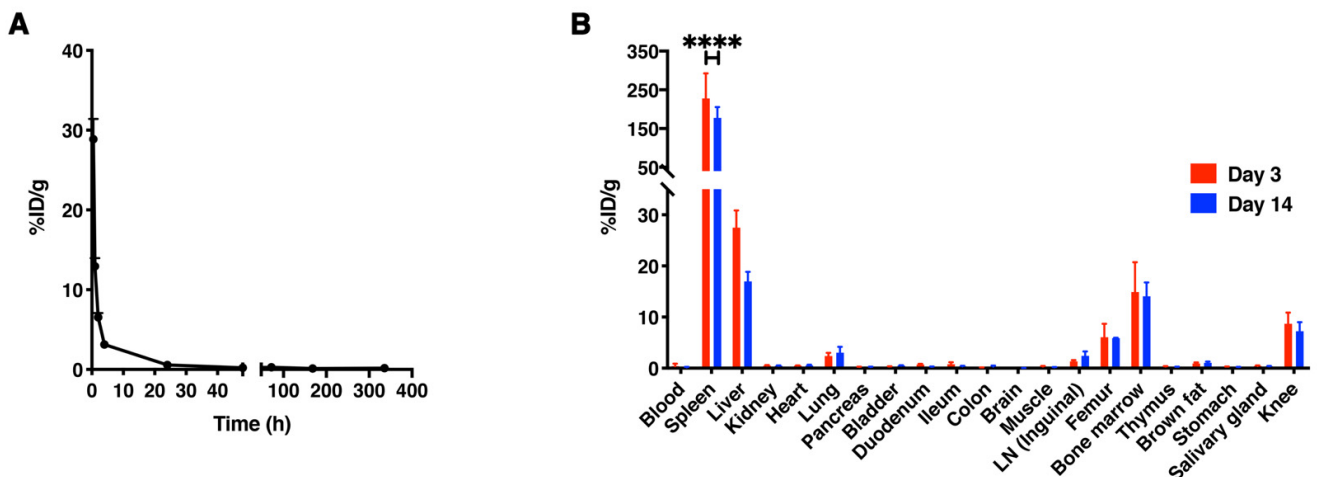 A
40
30
20
10
0
%ID/g
0 10 20 30 40 100 200 300 400
Time (h)
B
****
350
250
150
50
30
20
10
0
%ID/g
Day 3
Day 14
Blood
Spleen
Liver
Kidney
Heart
Lung
Pancreas
Bladder
Duodenum
Ileum
Colon
Brain
Muscle
LN (Inguinal)
Femur
Bone marrow
Thymus
Brown fat
Stomach
Salivary gland
Knee